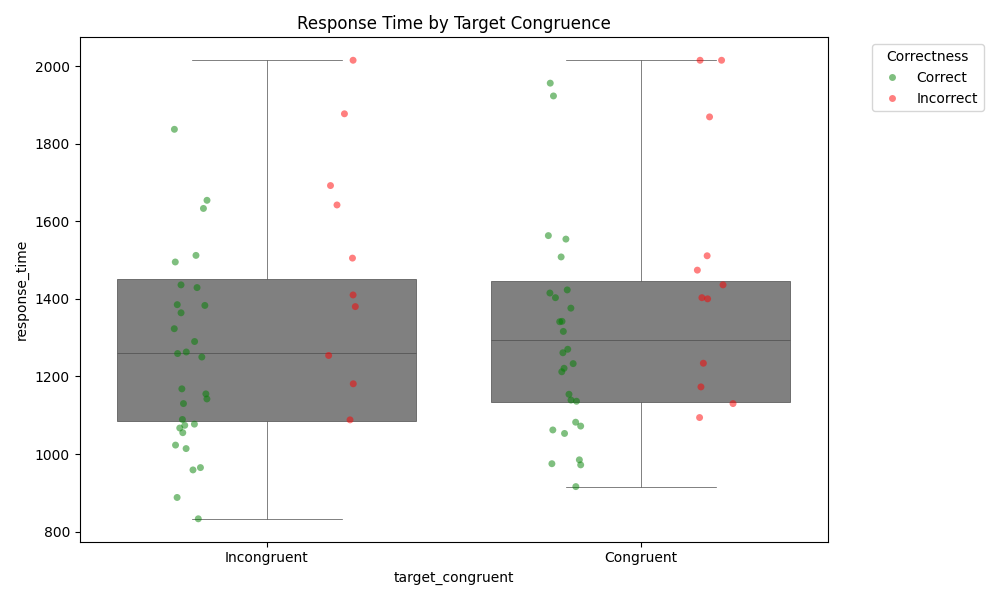 Response Time by Target Congruence
Correctness
Correct
Incorrect
2000
1800
1600
1400
1200
1000
800
response_time
Incongruent
Congruent
target_congruent